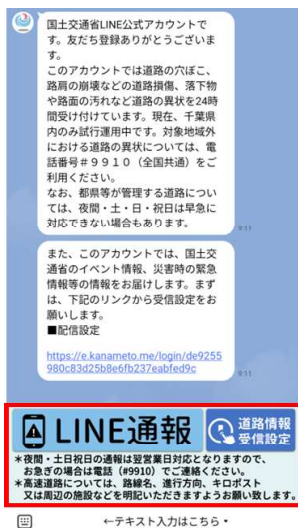 国土交通省LINE公式アカウントで
す。友だち登録ありがとうございま
す。
このアカウントでは道路の穴ぼこ、
路肩の崩壊などの道路損傷、落下物
や路面の汚れなど道路の異状を24時
間受け付けています。現在、千葉県
内のみ試行運用中です。対象地域外
における道路の異状については、電
話番号#9910(全国共通)をご
利用ください。
なお、都県等が管理する道路につい
ては、夜間・土・日・祝日は早急に
対応できない場合もあります。
9:11
また、このアカウントでは、国土交
通省のイベント情報、災害時の緊急
情報等の情報をお届けします。まず
は、下記のリンクから受信設定をお
願いします。
■配信設定
https://e.kanameto.me/login/de9255
980c83d25b8e6fb237eabfed9c
9:11
LINE通報
道路情報
受信設定
*夜間・土日祝日の通報は翌営業日対応となりますので、
お急ぎの場合は電話(#9910)でご連絡ください。
*高速道路については、路線名、進行方向、キロポスト
又は周辺の施設などを明記いただきますようお願い致します。
←テキスト入力はこちら・